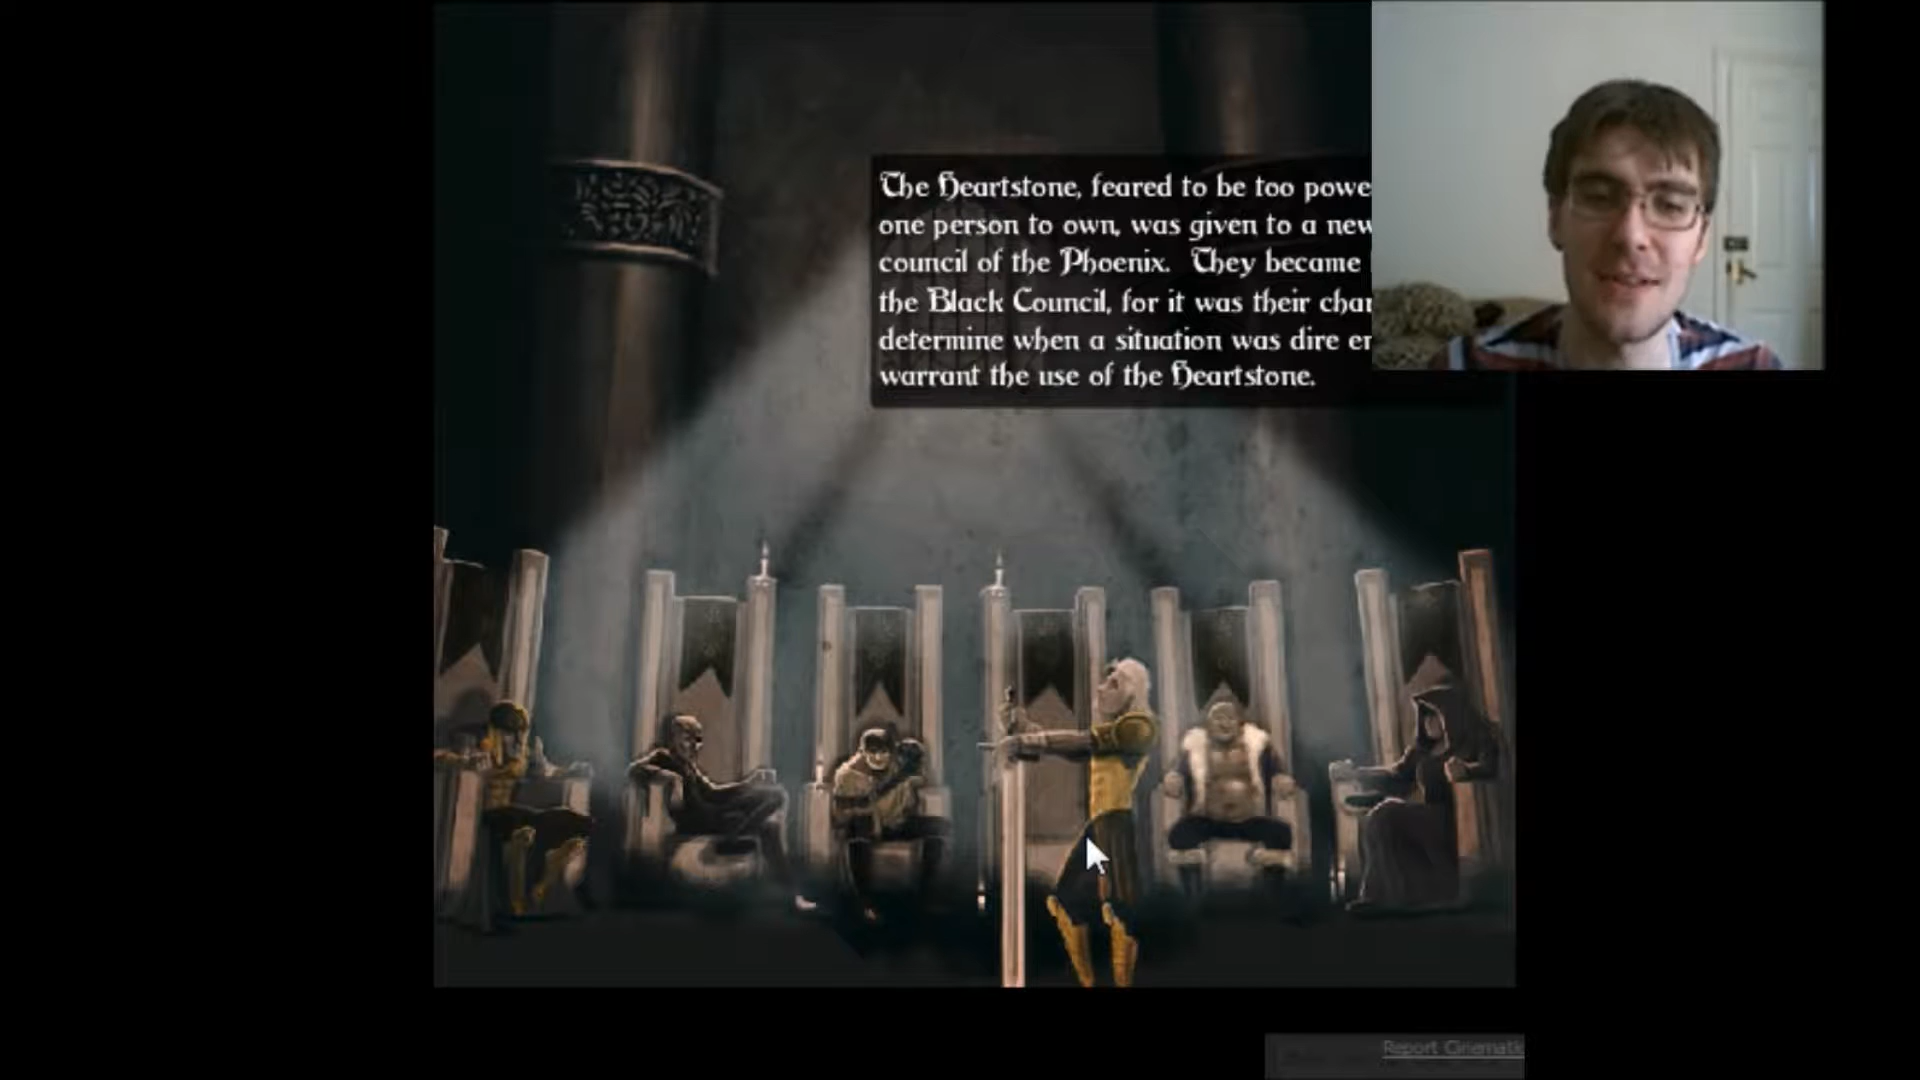 The Heartstone, feared to be too powe
one person to own, was given to a new
council of the Phoenix. They became
the Black Council, for it was their char
determine when a situation was dire en
warrant the use of the Heartstone.
Report Cinematic